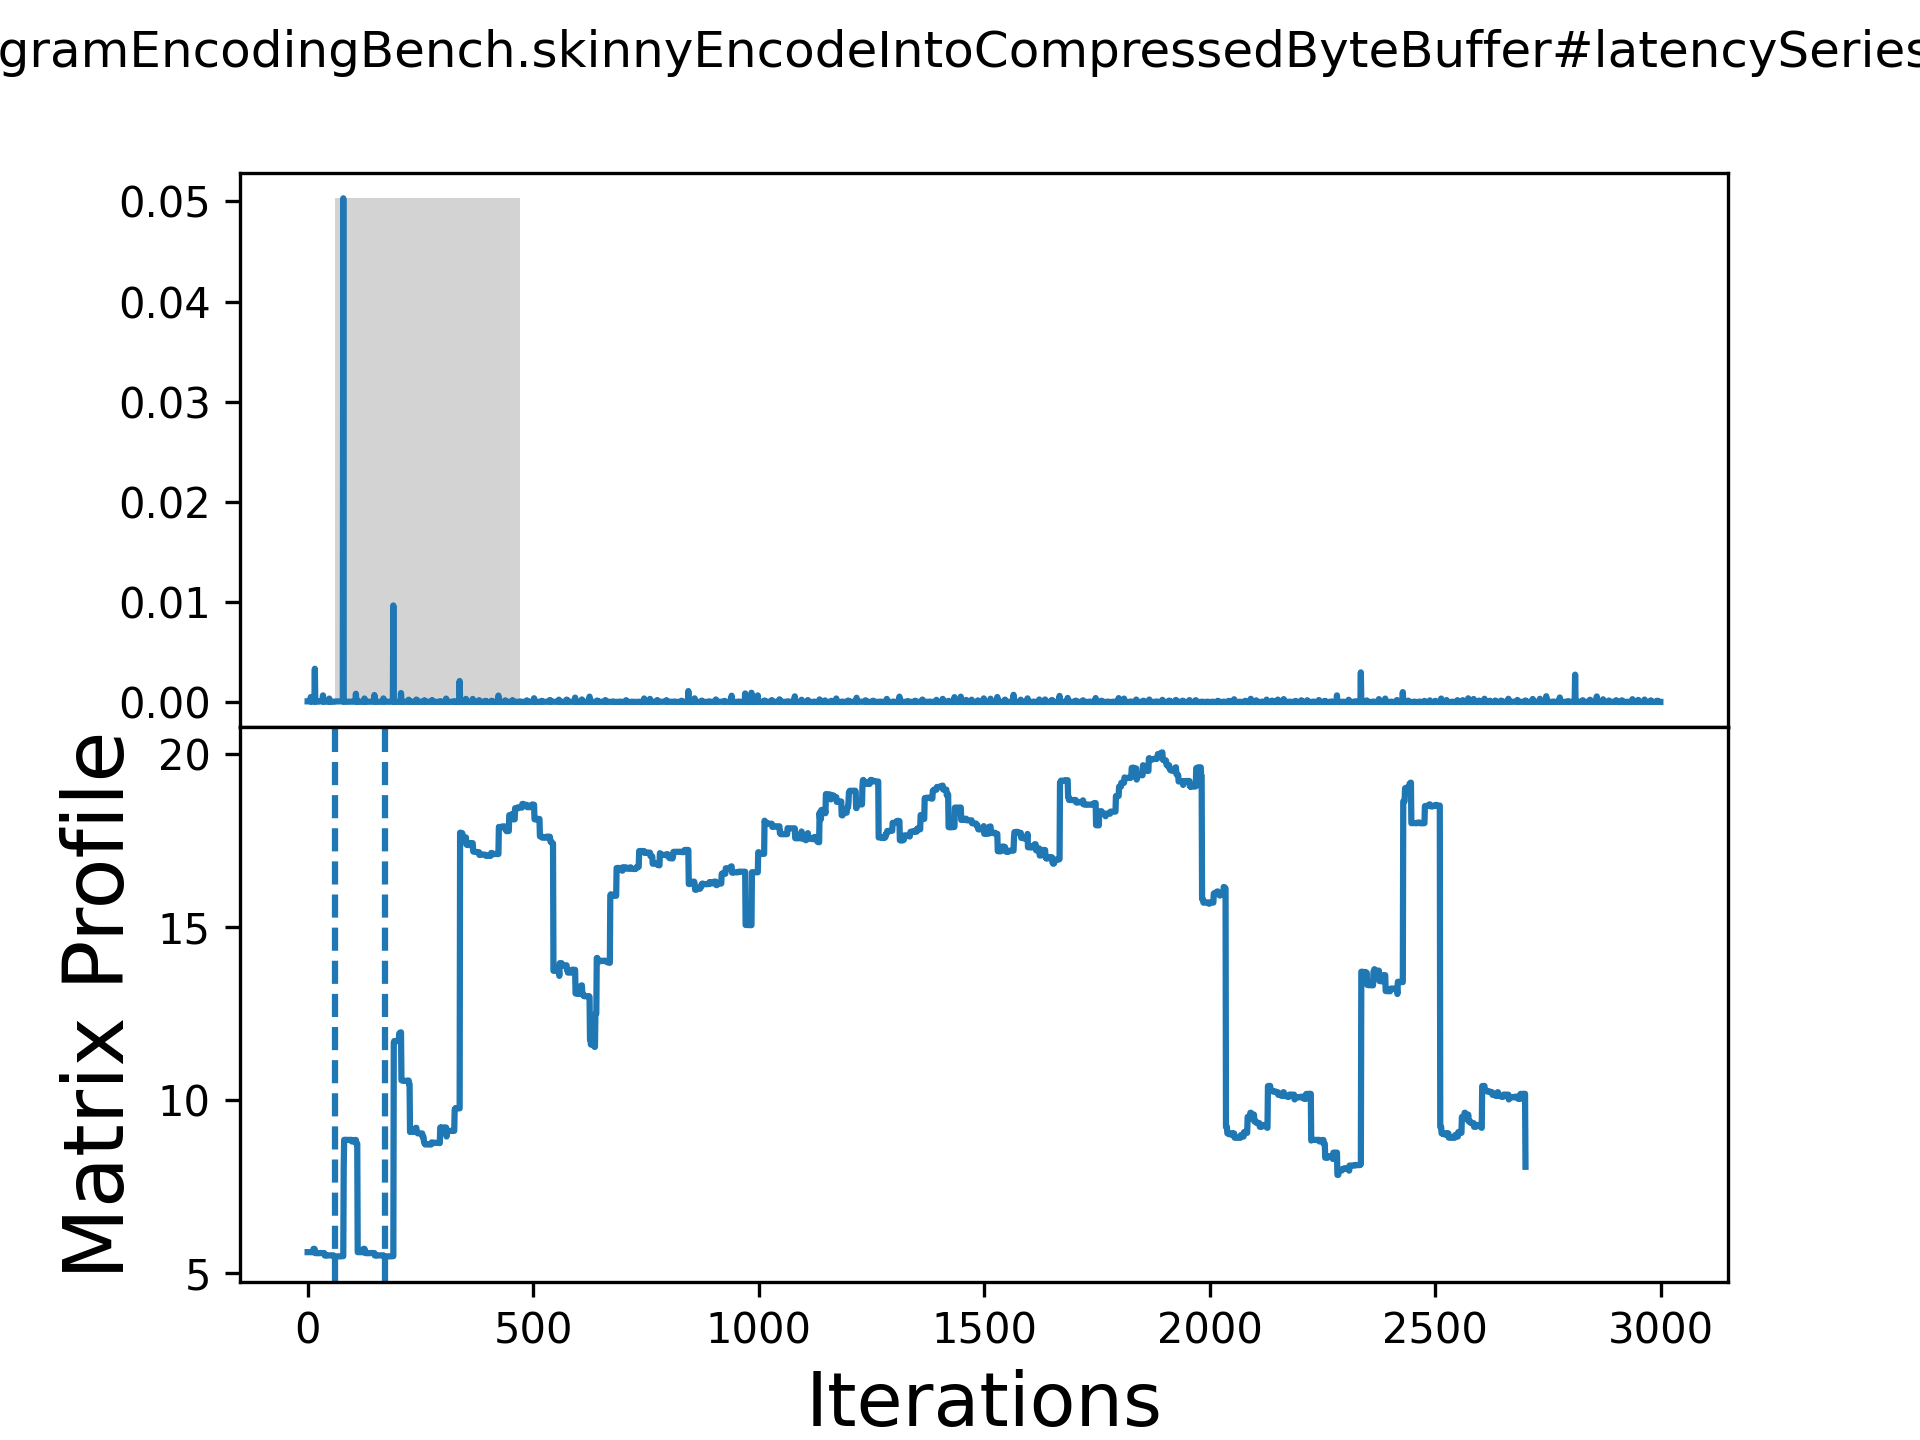 gramEncodingBench.skinnyEncodeIntoCompressedByteBuffer#latencySeries
0.05
0.04
0.03
0.02
0.01
0.00
Matrix Profile
20
15
10
5
0 500 1000 1500 2000 2500 3000
Iterations